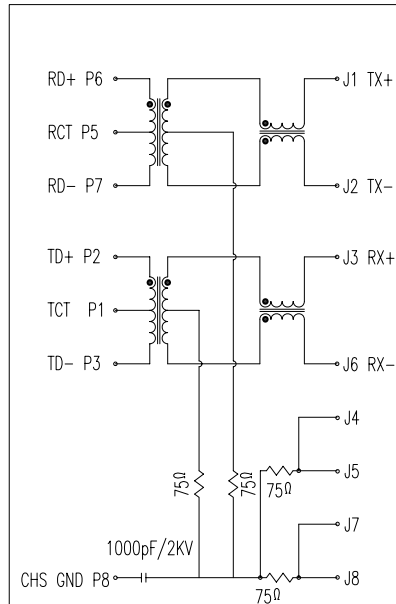 RD+ P6
J1 TX+
RCT P5
RD- P7
J2 TX-
TD+ P2
J3 RX+
TCT P1
TD- P3
J6 RX-
J4
75Ω
75Ω
J5
75Ω
J7
1000pF/2KV
CHS GND P8
J8
75Ω